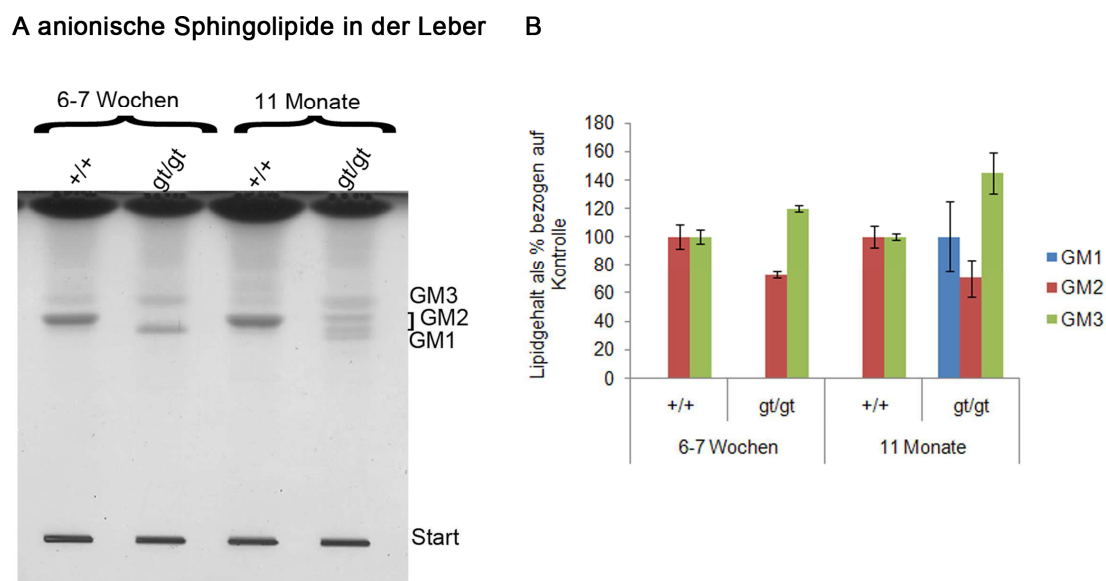 A anionische Sphingolipide in der Leber
6-7 Wochen
11 Monate
+/+
gt/gt
+/+
gt/gt
GM3
GM2
GM1
Start
B
Lipidgehalt als % bezogen auf
Kontrolle
180
160
140
120
100
80
60
40
20
0
+/+
gt/gt
+/+
gt/gt
6-7 Wochen
11 Monate
GM1
GM2
GM3